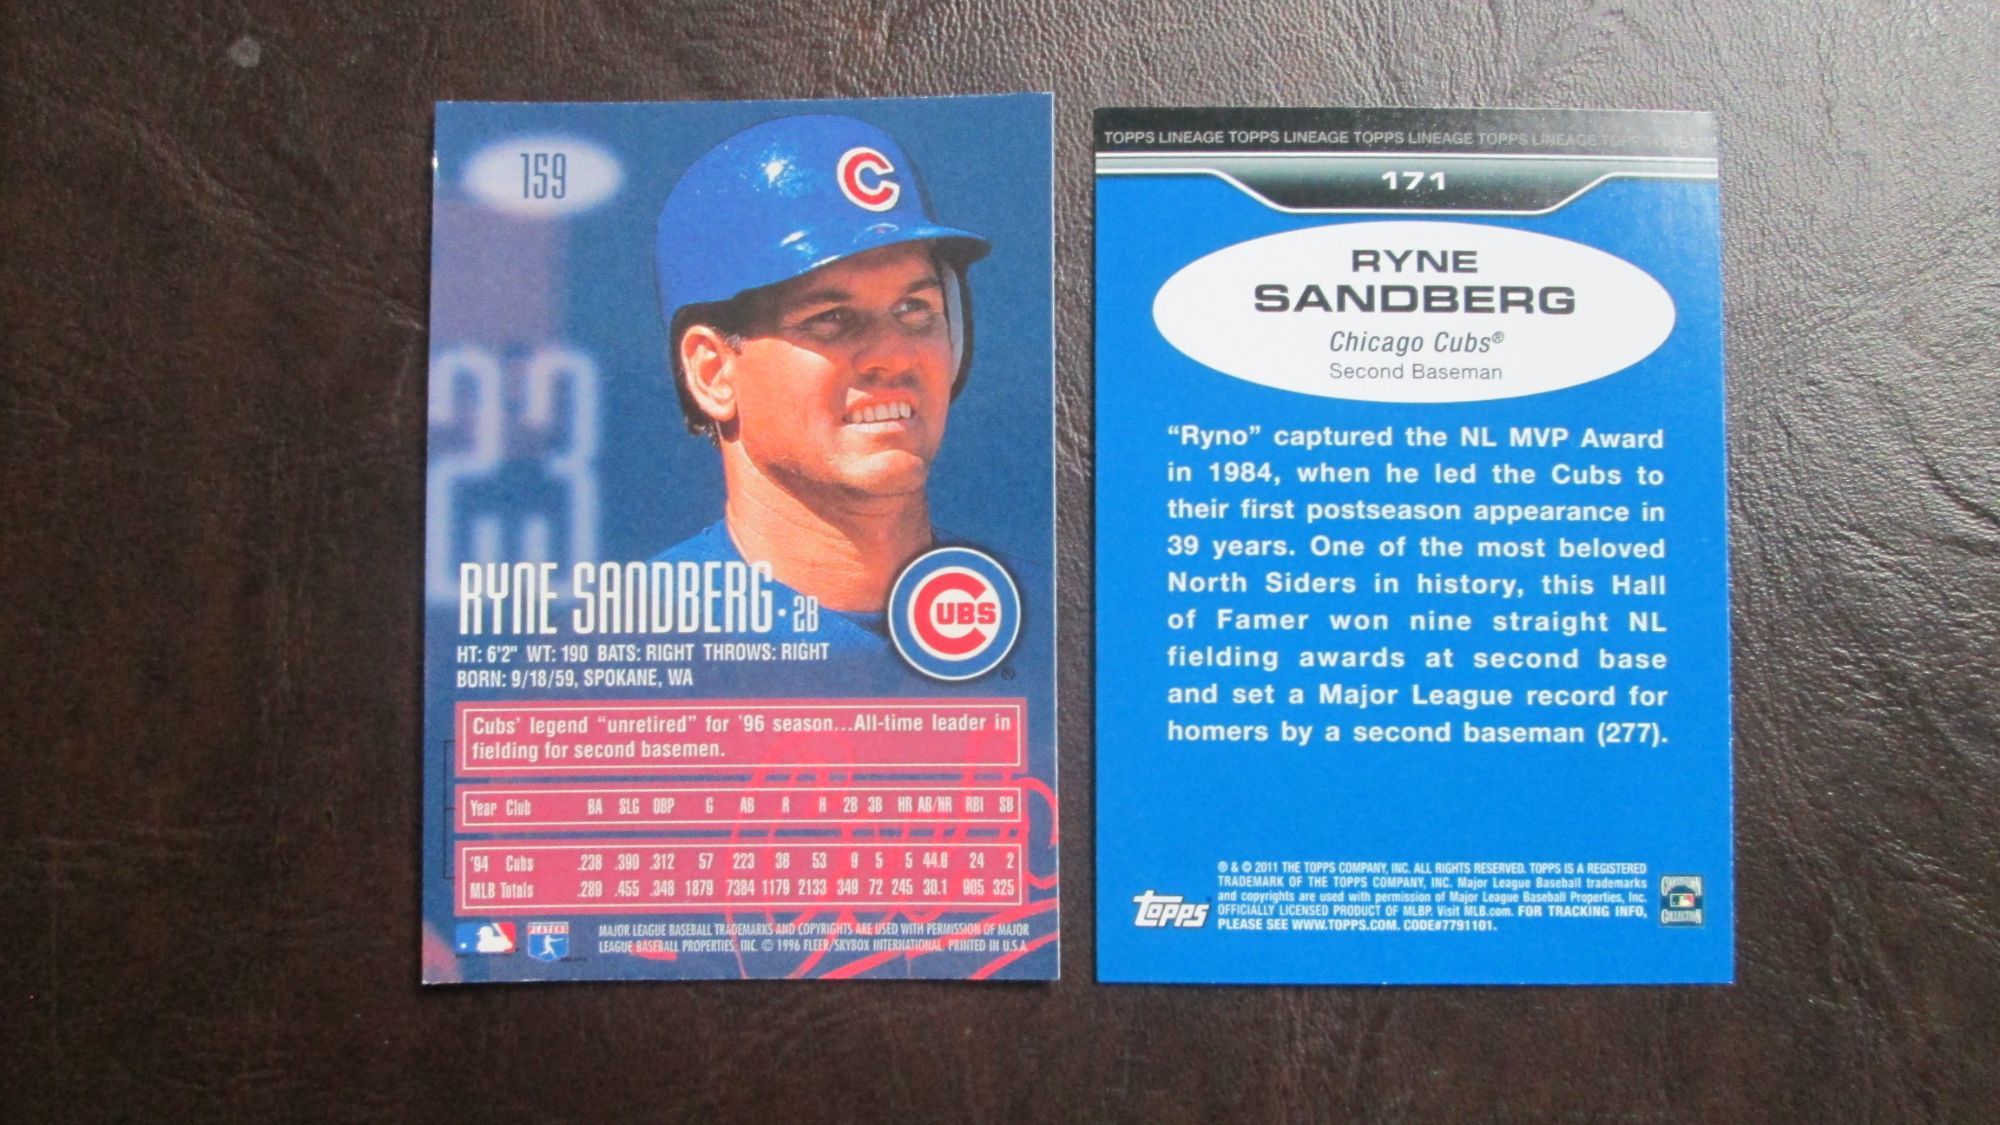 159
23
RYNE SANDBERG • 2B
CUBS ®
HT: 6'2" WT: 190 BATS: RIGHT THROWS: RIGHT
BORN: 9/18/59, SPOKANE, WA
Cubs' legend "unretired" for '96 season...All-time leader in
fielding for second basemen.
Year Club BA SLG OBP G AB R H 2B 3B HR AB/HR RBI SB
'94 Cubs .238 .390 .312 57 223 36 53 9 5 5 44.6 24 2
MLB Totals .289 .455 .348 1879 7384 1179 2133 349 72 245 30.1 905 325
PLAYERS
MAJOR LEAGUE BASEBALL TRADEMARKS AND COPYRIGHTS ARE USED WITH PERMISSION OF MAJOR
LEAGUE BASEBALL PROPERTIES, INC. © 1996 FLEER/SKYBOX INTERNATIONAL. PRINTED IN U.S.A.
TOPPS LINEAGE TOPPS LINEAGE TOPPS LINEAGE TOPPS LINEAGE
171
RYNE
SANDBERG
Chicago Cubs®
Second Baseman
“Ryno” captured the NL MVP Award
in 1984, when he led the Cubs to
their first postseason appearance in
39 years. One of the most beloved
North Siders in history, this Hall
of Famer won nine straight NL
fielding awards at second base
and set a Major League record for
homers by a second baseman (277).
® & © 2011 THE TOPPS COMPANY, INC. ALL RIGHTS RESERVED. TOPPS IS A REGISTERED
TRADEMARK OF THE TOPPS COMPANY, INC. Major League Baseball trademarks
and copyrights are used with permission of Major League Baseball Properties, Inc.
OFFICIALLY LICENSED PRODUCT OF MLBP. Visit MLB.com. FOR TRACKING INFO,
PLEASE SEE WWW.TOPPS.COM. CODE#7791101.
topps
COOPERSTOWN
COLLECTION